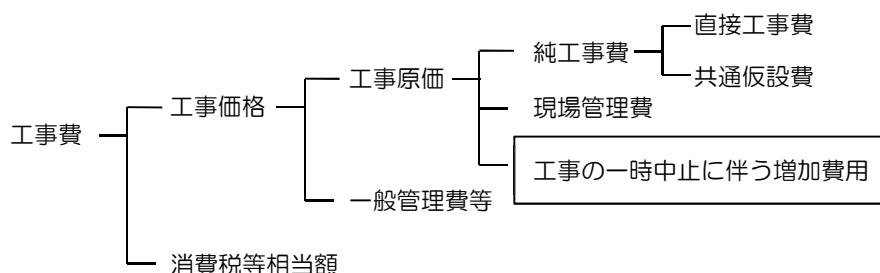 直接工事費
純工事費
工事原価
共通仮設費
工事価格
現場管理費
工事費
工事の一時中止に伴う増加費用
一般管理費等
消費税等相当額